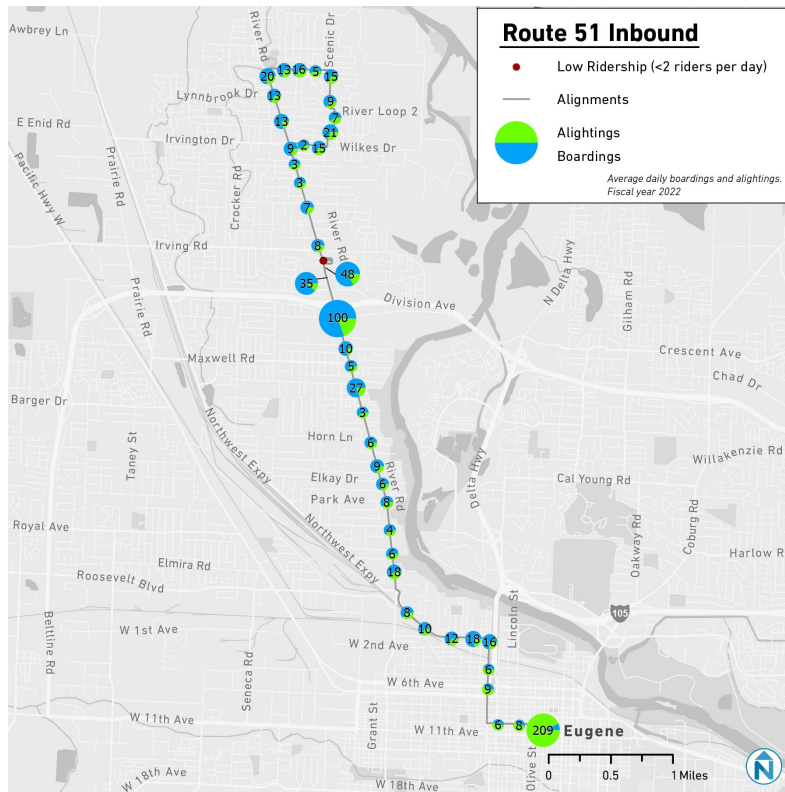 Route 51 Inbound
Low Ridership (<2 riders per day)
Alignments
Alightings
Boardings
Average daily boardings and alightings.
Fiscal year 2022
Awbrey Ln
River Rd
Scenic Dr
20
13
16
5
15
Lynnbrook Dr
13
9
River Loop 2
7
E Enid Rd
13
21
Irvington Dr
9
2
15
Wilkes Dr
3
Prairie Rd
Pacific Hwy W
Crocker Rd
3
7
River Rd
Irving Rd
8
48
35
N Delta Hwy
Gilham Rd
Prairie Rd
Division Ave
100
10
Maxwell Rd
5
Crescent Ave
Chad Dr
27
Barger Dr
3
Northwest Expy
Taney St
Horn Ln
6
Willakenzie Rd
Delta Hwy
9
River Rd
Elkay Dr
6
Cal Young Rd
Park Ave
8
Coburg Rd
Oakway Rd
Royal Ave
4
Northwest Expy
6
Harlow R
Elmira Rd
18
Roosevelt Blvd
Lincoln St
105
8
W 1st Ave
10
12
18
16
Beltline Rd
W 2nd Ave
Seneca Rd
6
W 6th Ave
9
Grant St
W 11th Ave
W 11th Ave
6
8
209
Eugene
Olive St
W 18th Ave
W 18th Ave
0
0.5
1 Miles
N